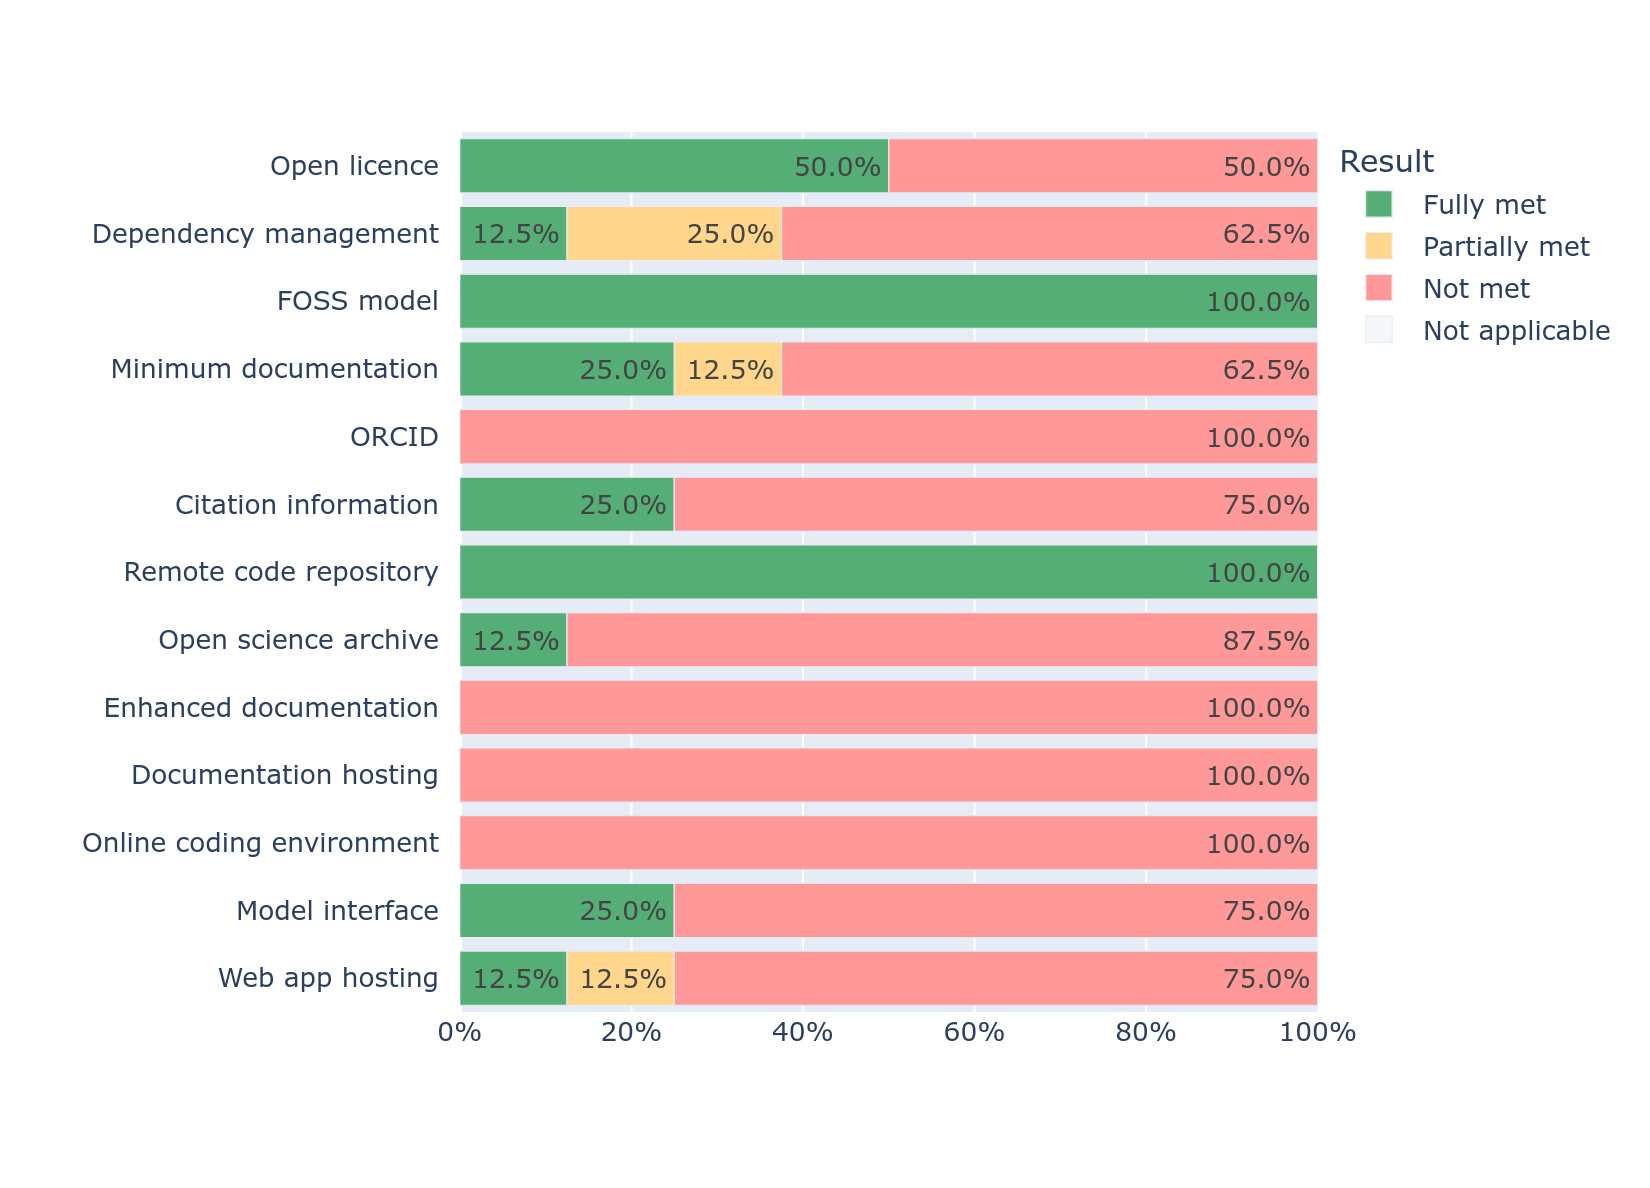 Open licence 50.0% 50.0%
Dependency management 12.5% 25.0% 62.5%
FOSS model 100.0%
Minimum documentation 25.0% 12.5% 62.5%
ORCID 100.0%
Citation information 25.0% 75.0%
Remote code repository 100.0%
Open science archive 12.5% 87.5%
Enhanced documentation 100.0%
Documentation hosting 100.0%
Online coding environment 100.0%
Model interface 25.0% 75.0%
Web app hosting 12.5% 12.5% 75.0%
0% 20% 40% 60% 80% 100%
Result
Fully met
Partially met
Not met
Not applicable